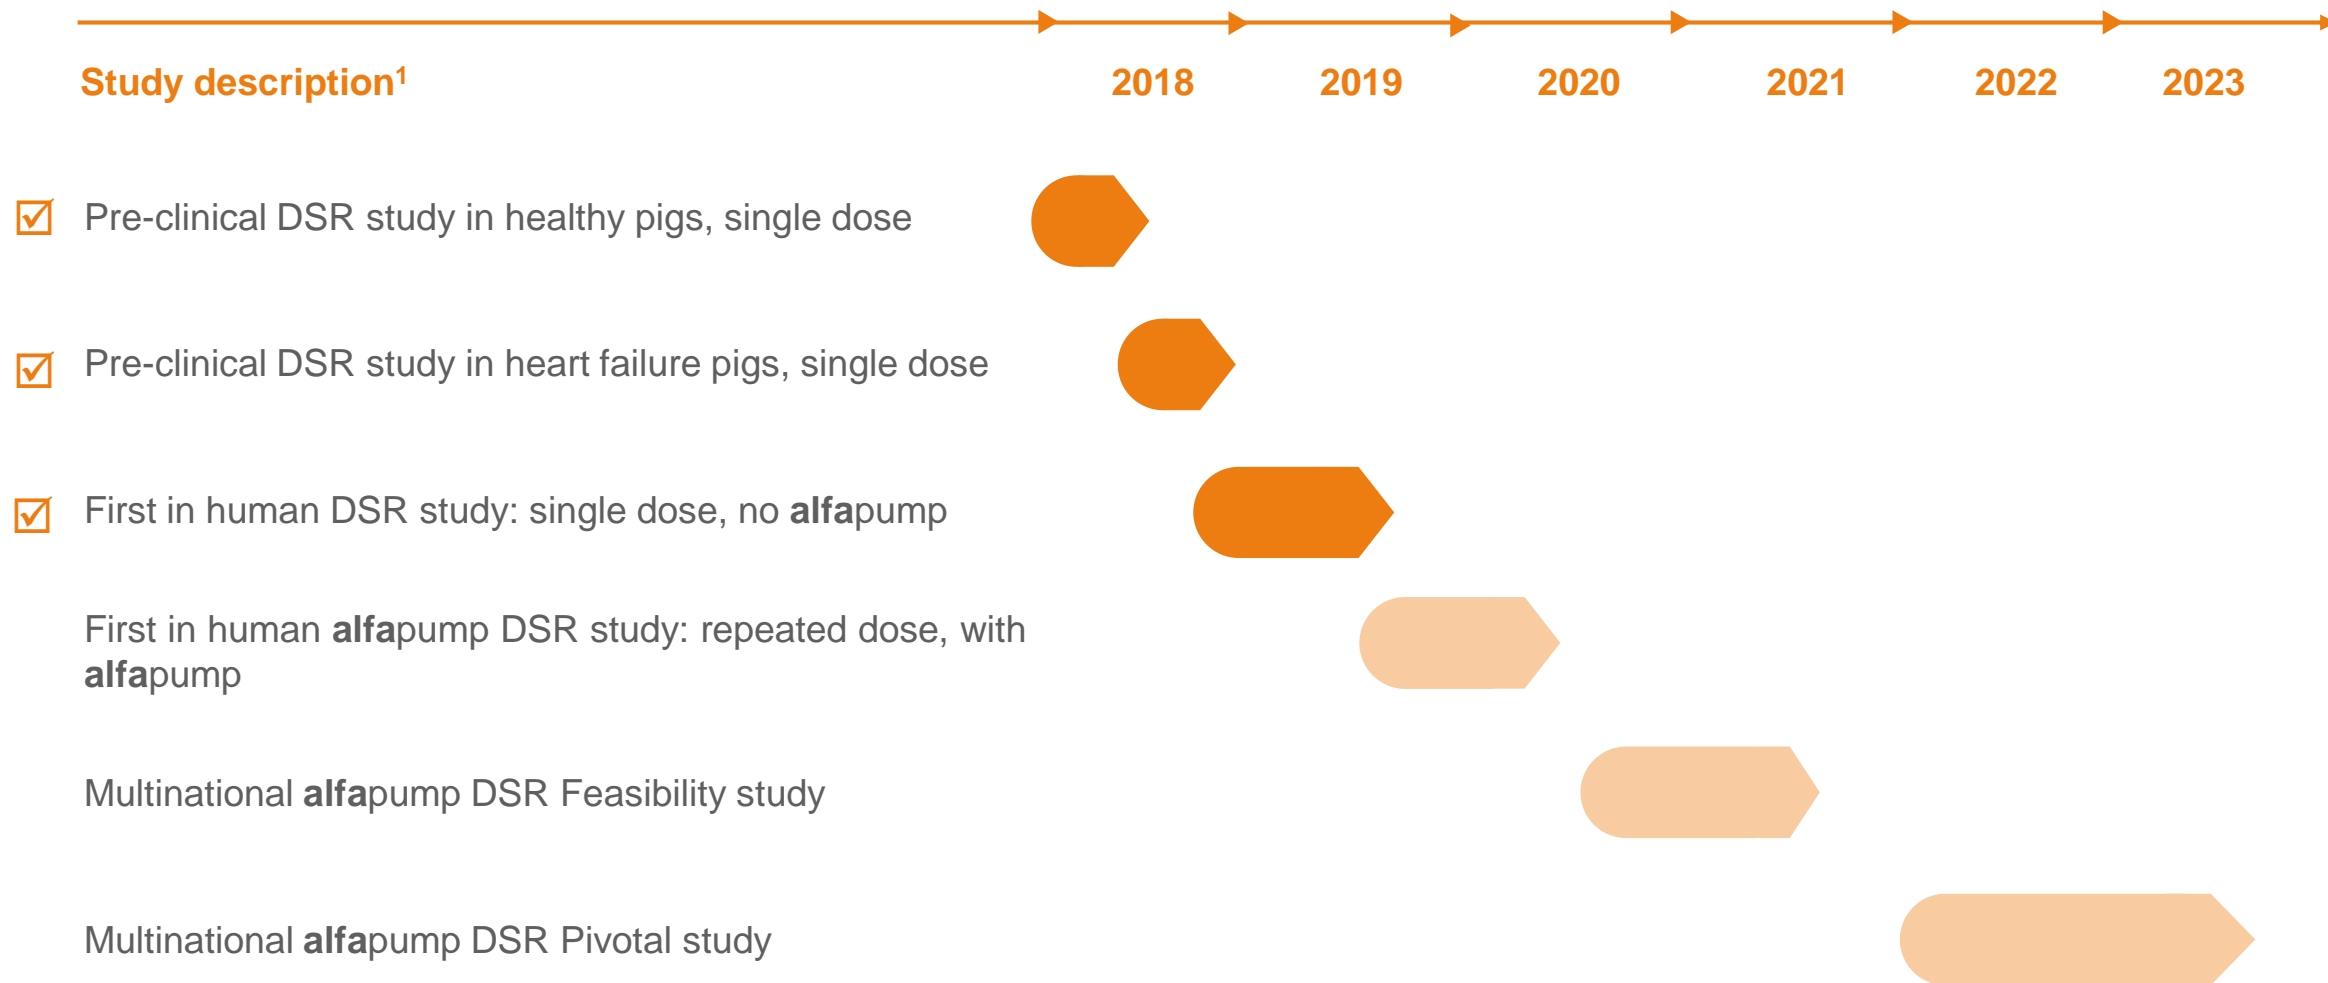 Study description1 2018 2019 2020 2021 2022 2023
Pre-clinical DSR study in healthy pigs, single dose
Pre-clinical DSR study in heart failure pigs, single dose
First in human DSR study: single dose, no alfapump
First in human alfapump DSR study: repeated dose, with
alfapump
Multinational alfapump DSR Feasibility study
Multinational alfapump DSR Pivotal study